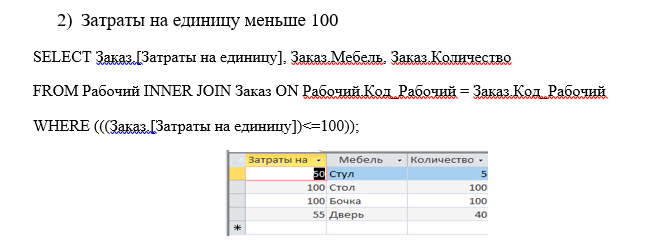 2) Затраты на единицу меньше 100
SELECT Заказ.[Затраты на единицу], Заказ.Мебель, Заказ.Количество
FROM Рабочий INNER JOIN Заказ ON Рабочий.Код_Рабочий = Заказ.Код_Рабочий
WHERE (((Заказ.[Затраты на единицу])<=100));
Затраты на Мебель Количество
50 Стул 5
100 Стол 100
100 Бочка 100
55 Дверь 40
*